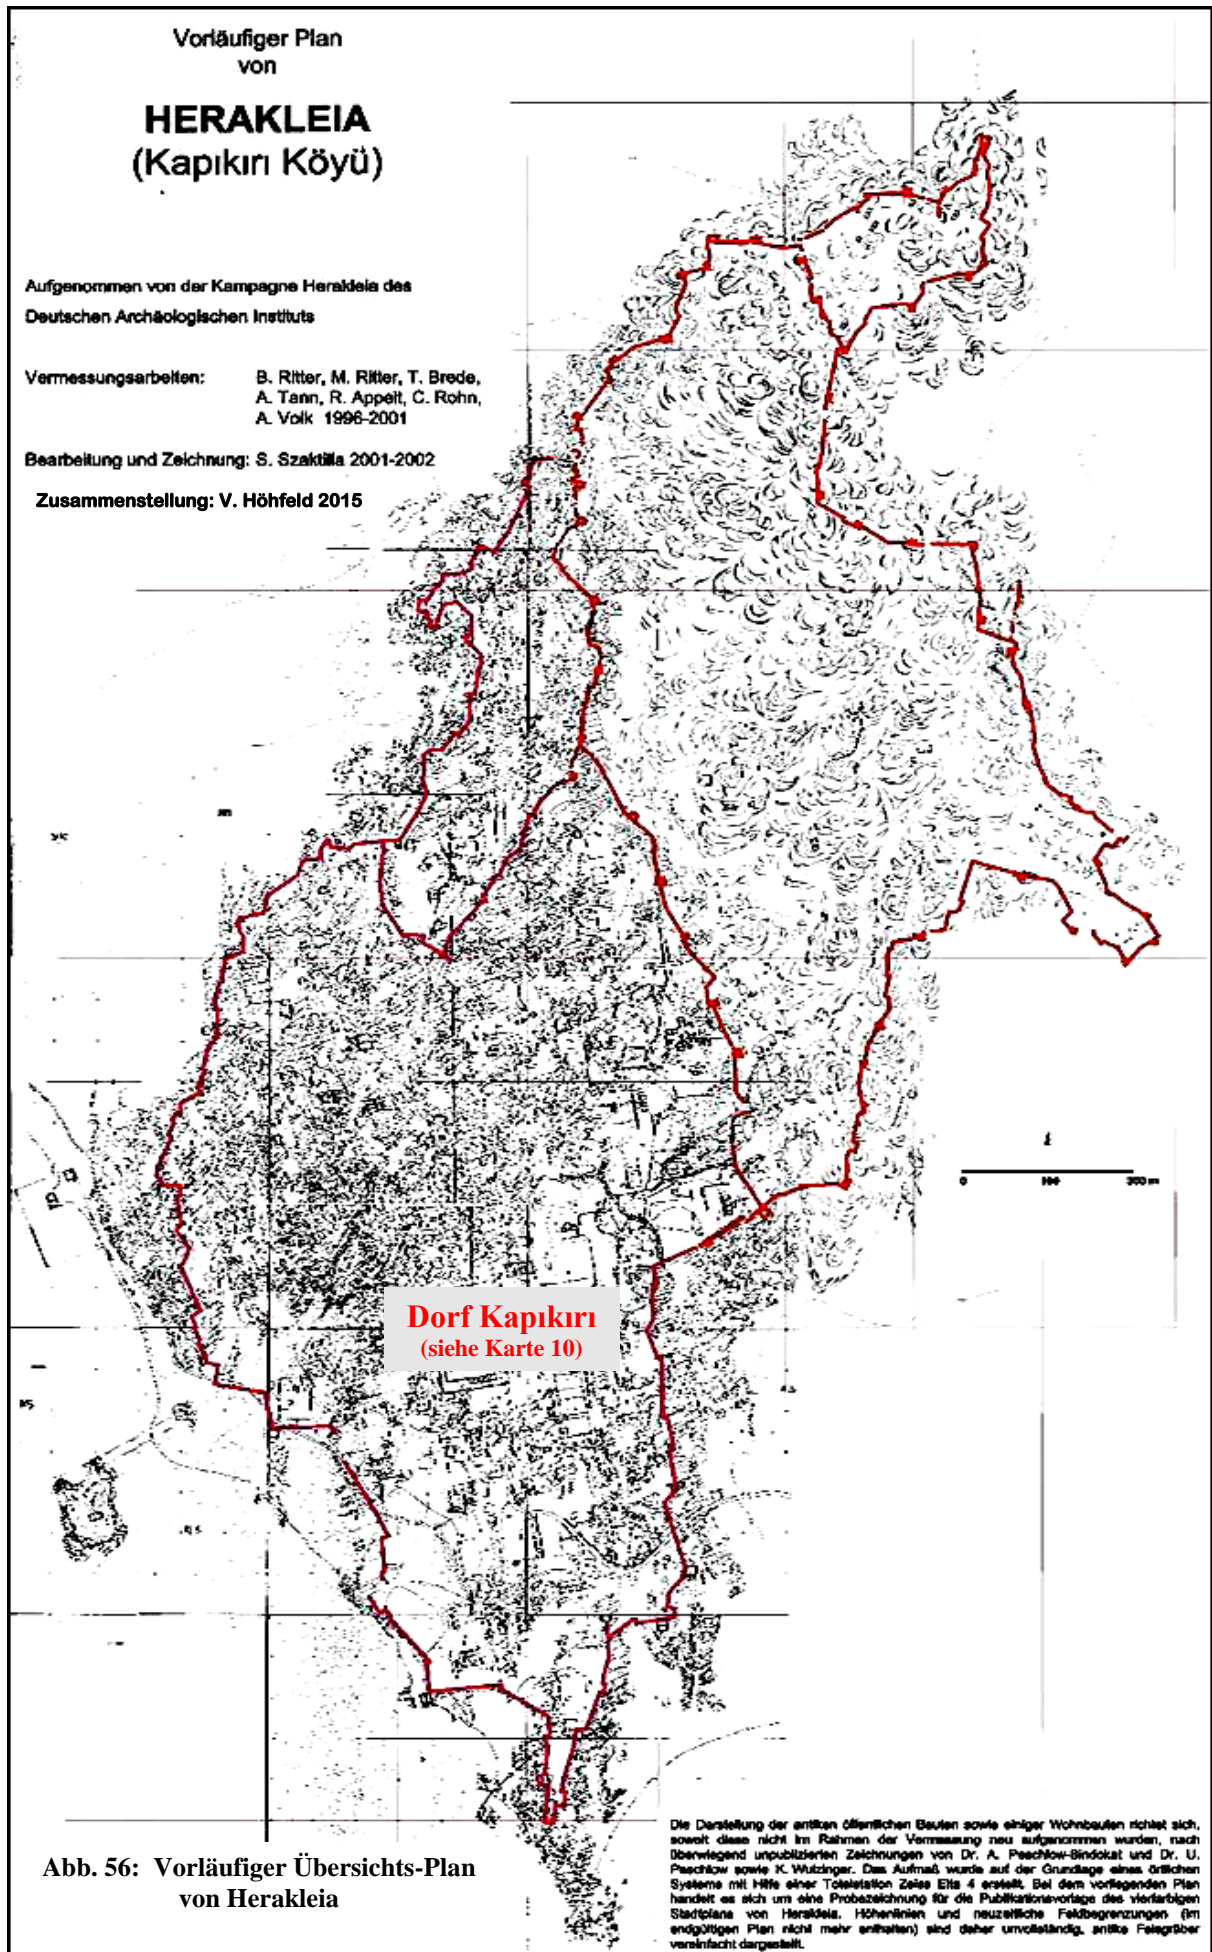 Vorläufiger Plan
von
HERAKLEIA
(Kapıkırı Köyü)
Aufgenommen von der Kampagne Herakleia des
Deutschen Archäologischen Instituts
Vermessungsarbeiten: B. Ritter, M. Ritter, T. Brede,
A. Tann, R. Appelt, C. Rohn,
A. Volk 1996-2001
Bearbeitung und Zeichnung: S. Szaktilla 2001-2002
Zusammenstellung: V. Höhfeld 2015
0 100 200 m
Dorf Kapıkırı
(siehe Karte 10)
Die Darstellung der antiken öffentlichen Bauten sowie einiger Wohnbauten richtet sich,
soweit diese nicht im Rahmen der Vermessung neu aufgenommen wurden, nach
überwiegend unpublizierten Zeichnungen von Dr. A. Peschlow-Bindokat und Dr. U.
Peschlow sowie K. Wulzinger. Das Aufmaß wurde auf der Grundlage eines örtlichen
Systems mit Hilfe einer Totalstation Zeiss Elta 4 erstellt. Bei dem vorliegenden Plan
handelt es sich um eine Probezeichnung für die Publikationsvorlage des vierfarbigen
Stadtplans von Herakleia. Höhenlinien und neuzeitliche Feldbegrenzungen (im
endgültigen Plan nicht mehr enthalten) sind daher unvollständig, antike Felsgräber
vereinfacht dargestellt.
Abb. 56: Vorläufiger Übersichts-Plan
von Herakleia